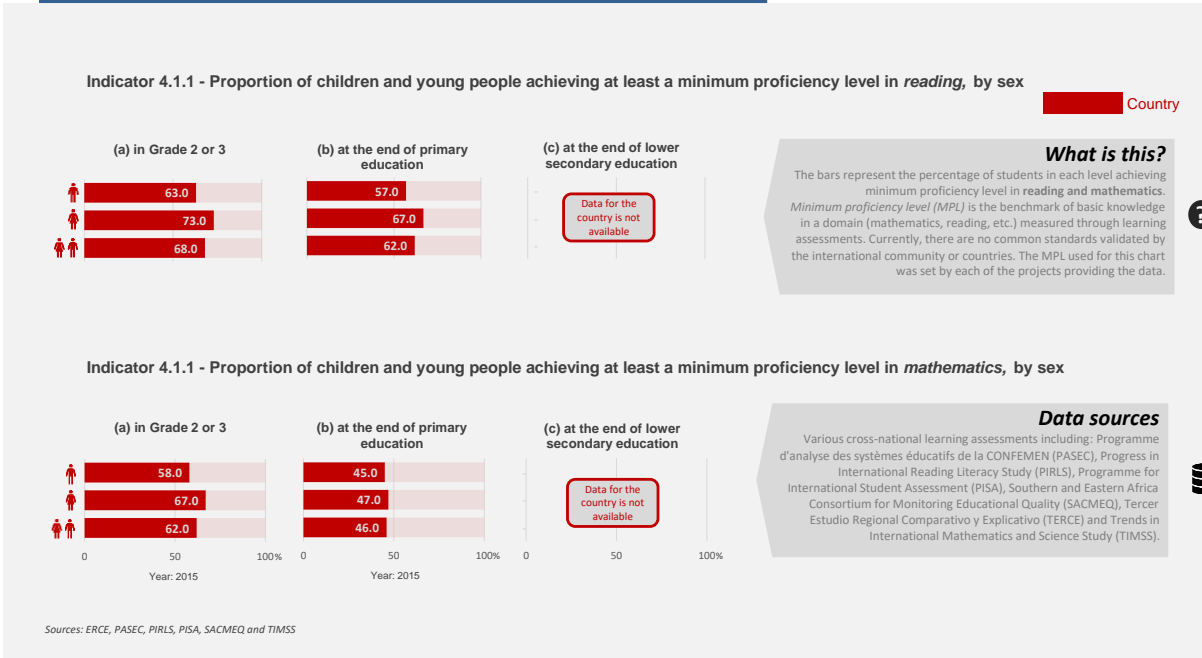 Indicator 4.1.1 - Proportion of children and young people achieving at least a minimum proficiency level in reading, by sex
Country
(a) in Grade 2 or 3
63.0
73.0
68.0
(b) at the end of primary
education
57.0
67.0
62.0
(c) at the end of lower
secondary education
Data for the
country is not
available
What is this?
The bars represent the percentage of students in each level achieving
minimum proficiency level in reading and mathematics.
Minimum proficiency level (MPL) is the benchmark of basic knowledge
in a domain (mathematics, reading, etc.) measured through learning
assessments. Currently, there are no common standards validated by
the international community or countries. The MPL used for this chart
was set by each of the projects providing the data.
?
Indicator 4.1.1 - Proportion of children and young people achieving at least a minimum proficiency level in mathematics, by sex
(a) in Grade 2 or 3
58.0
67.0
62.0
0 50 100%
Year: 2015
(b) at the end of primary
education
45.0
47.0
46.0
0 50 100%
Year: 2015
(c) at the end of lower
secondary education
Data for the
country is not
available
0 50 100
Data sources
Various cross-national learning assessments including: Programme
d'analyse des systèmes éducatifs de la CONFEMEN (PASEC), Progress in
International Reading Literacy Study (PIRLS), Programme for
International Student Assessment (PISA), Southern and Eastern Africa
Consortium for Monitoring Educational Quality (SACMEQ), Tercer
Estudio Regional Comparativo y Explicativo (TERCE) and Trends in
International Mathematics and Science Study (TIMSS).
Sources: ERCE, PASEC, PIRLS, PISA, SACMEQ and TIMSS